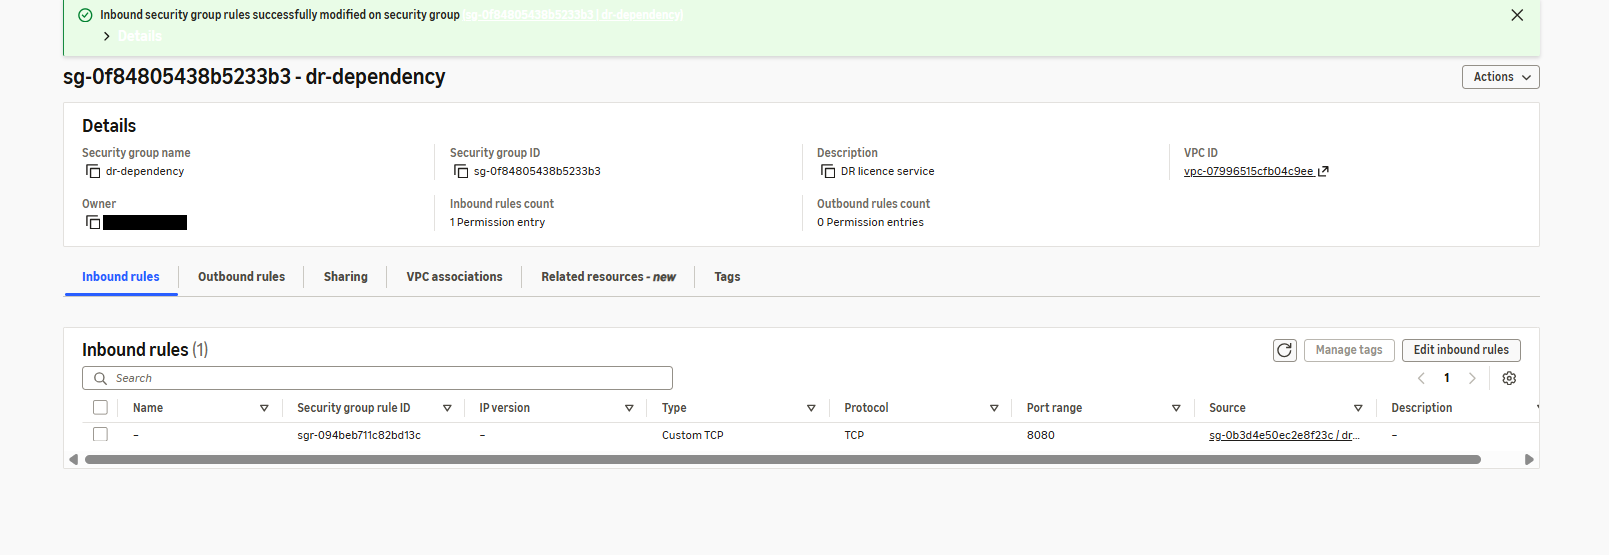 Inbound security group rules successfully modified on security group (sg-0f84805438b5233b3 | dr-dependency)
Details
sg-0f84805438b5233b3 - dr-dependency
Actions
Details
Security group name
dr-dependency
Security group ID
sg-0f84805438b5233b3
Description
DR licence service
VPC ID
vpc-07996515cfb04c9ee
Owner
Inbound rules count
1 Permission entry
Outbound rules count
0 Permission entries
Inbound rules
Outbound rules
Sharing
VPC associations
Related resources - new
Tags
Inbound rules (1)
Manage tags
Edit inbound rules
Search
1
Name
Security group rule ID
IP version
Type
Protocol
Port range
Source
Description
–
sgr-094beb711c82bd13c
–
Custom TCP
TCP
8080
sg-0b3d4e50ec2e8f23c / dr...
–